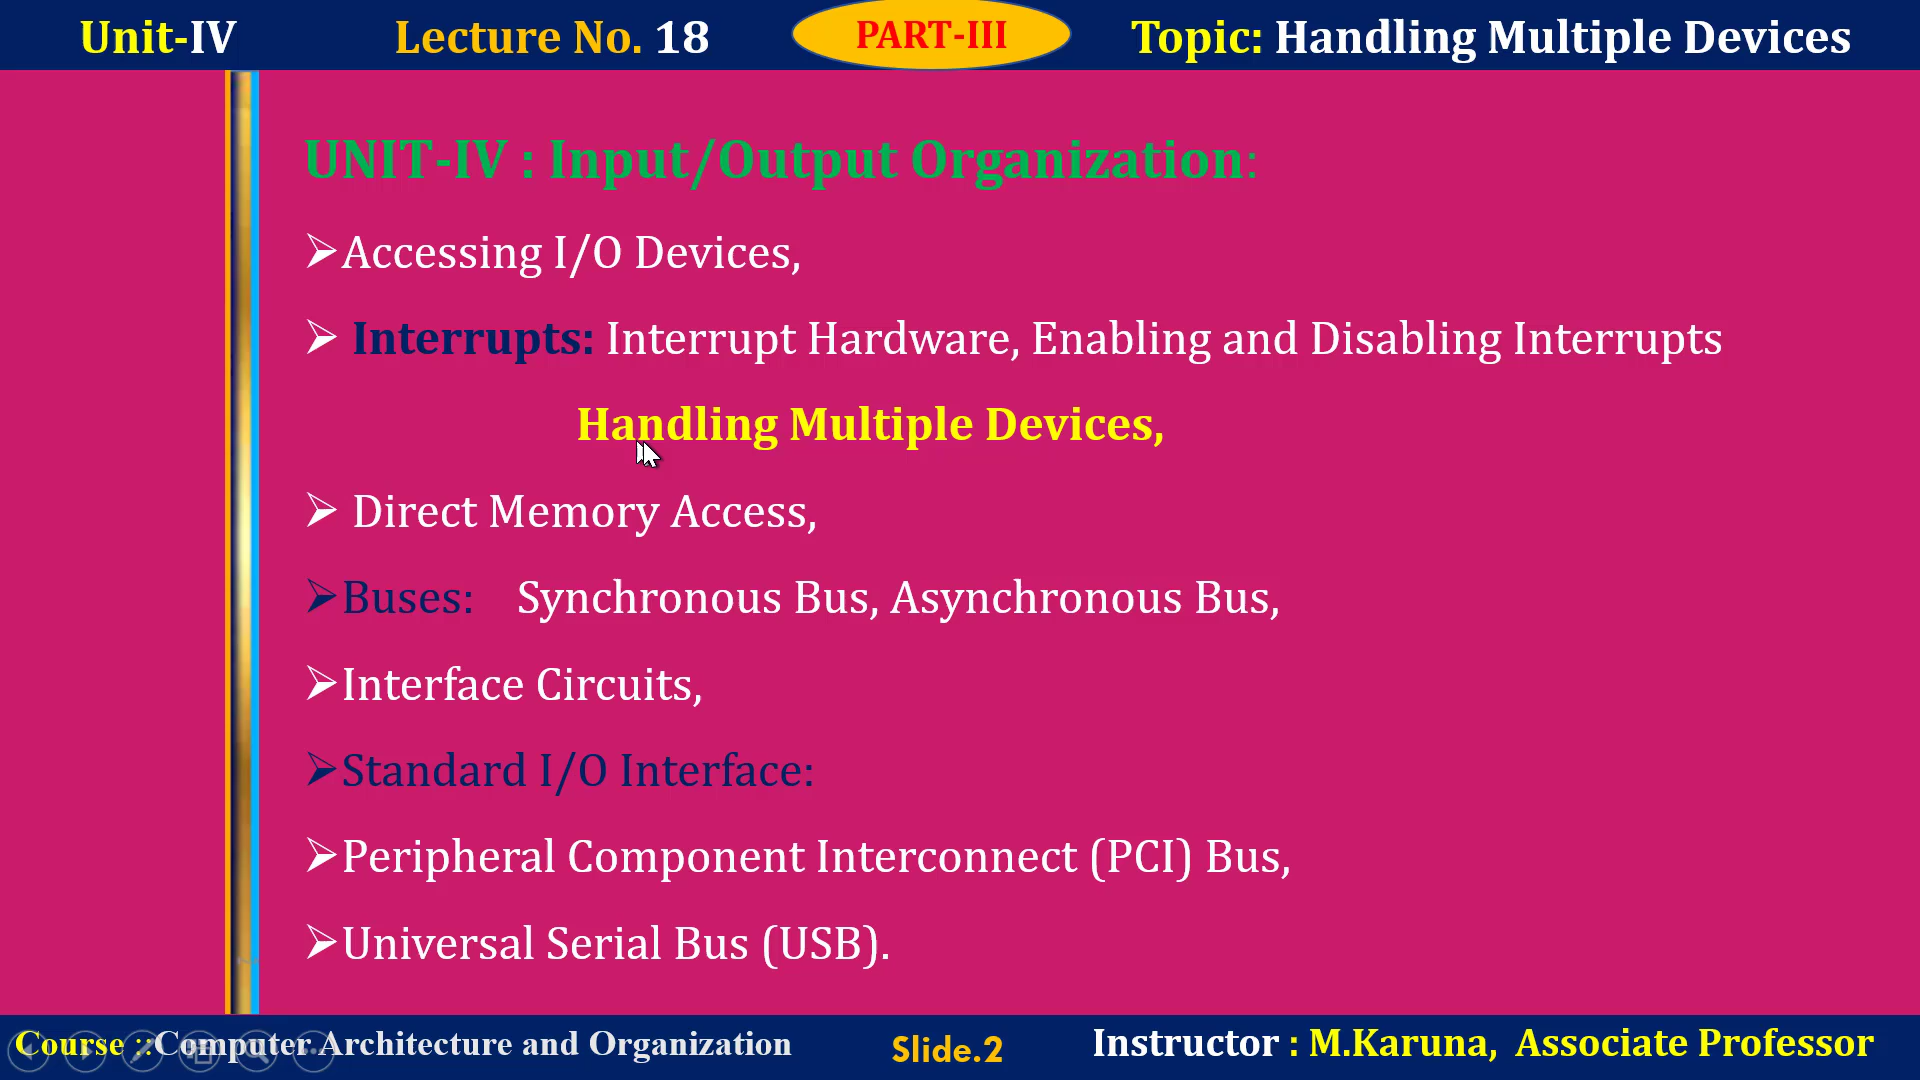 Unit-IV Lecture No. 18 PART-III Topic: Handling Multiple Devices
UNIT-IV : Input/Output Organization:
Accessing I/O Devices,
Interrupts: Interrupt Hardware, Enabling and Disabling Interrupts
Handling Multiple Devices,
Direct Memory Access,
Buses: Synchronous Bus, Asynchronous Bus,
Interface Circuits,
Standard I/O Interface:
Peripheral Component Interconnect (PCI) Bus,
Universal Serial Bus (USB).
Course ::Computer Architecture and Organization Slide.2 Instructor : M.Karuna, Associate Professor